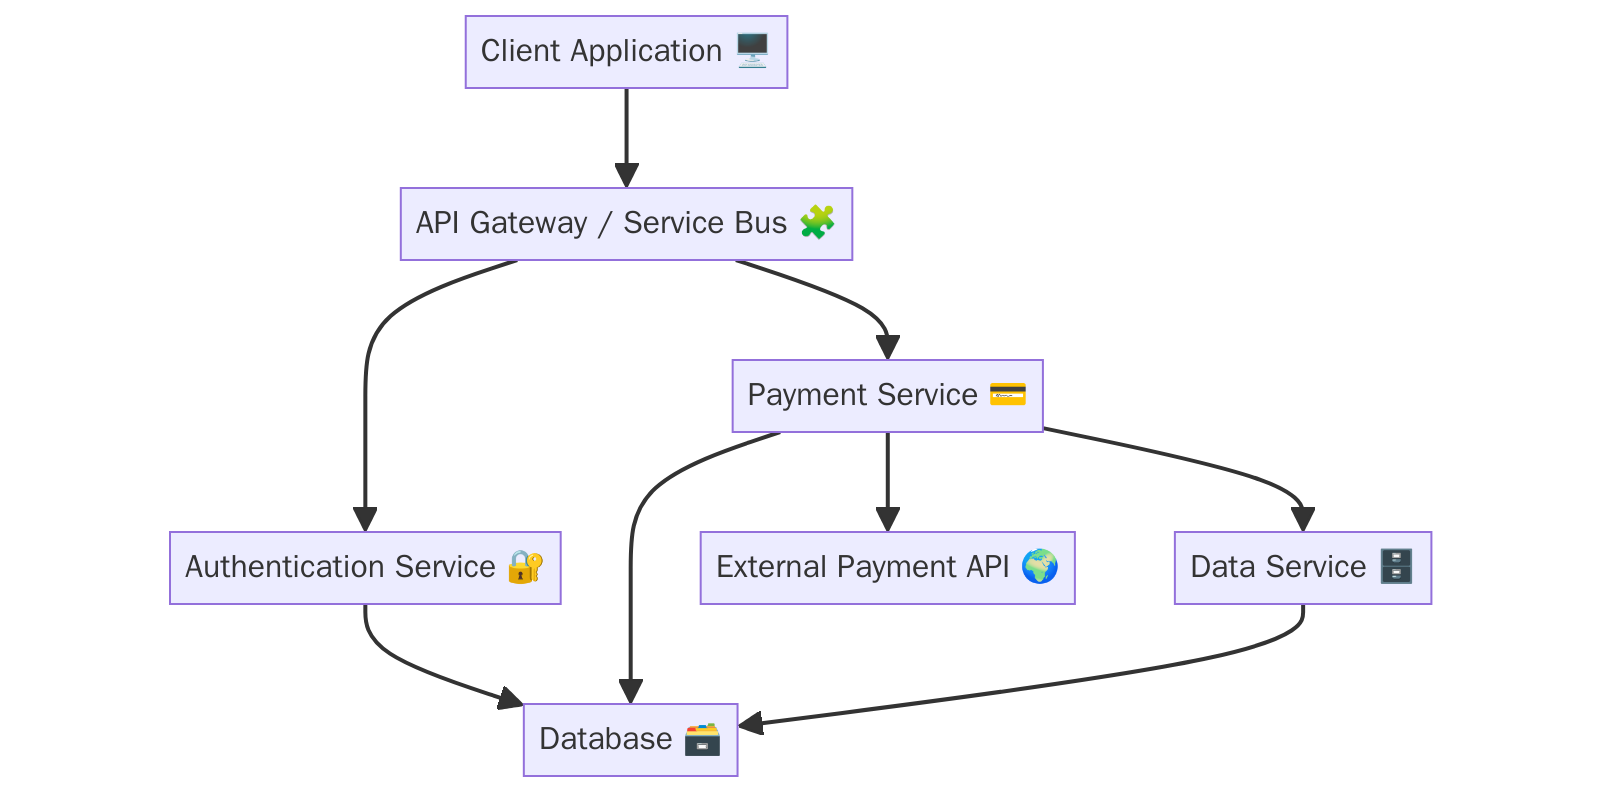 Client Application 🖥️
API Gateway / Service Bus 🧩
Payment Service 💳
Authentication Service 🔐
External Payment API 🌍
Data Service 🗄️
Database 🗃️